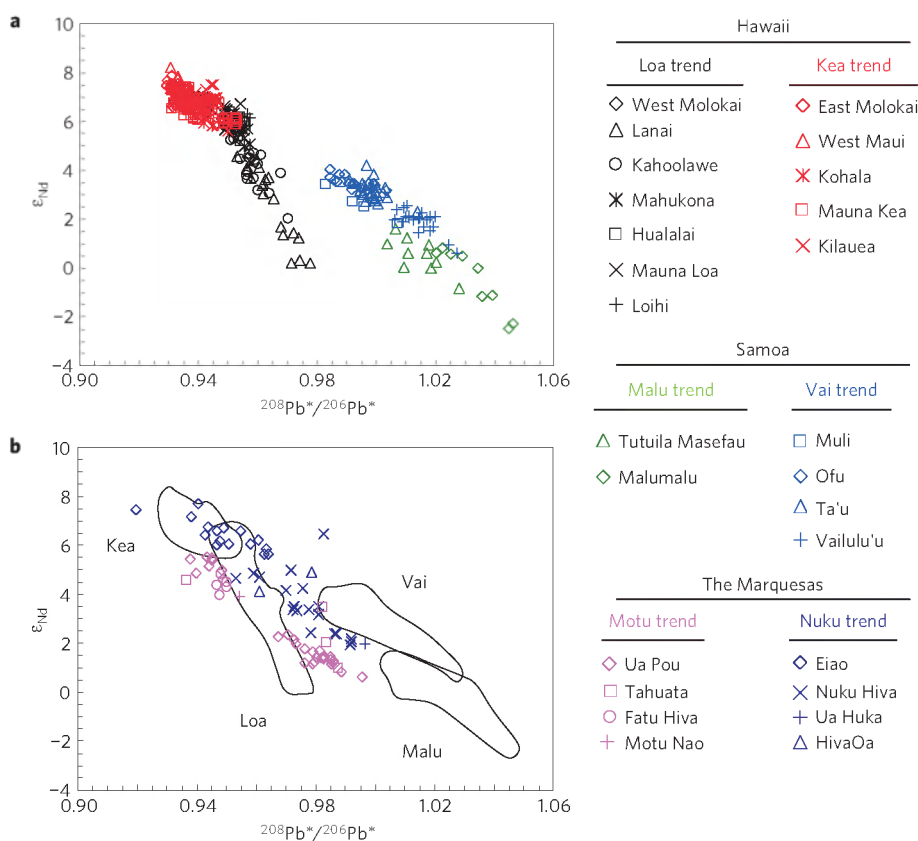 a
10
8
6
4
2
0
−2
−4
εNd
0.90
0.94
0.98
1.02
1.06
208Pb*/206Pb*
Hawaii
Loa trend
West Molokai
Lanai
Kahoolawe
Mahukona
Hualalai
Mauna Loa
Loihi
Kea trend
East Molokai
West Maui
Kohala
Mauna Kea
Kilauea
Samoa
Malu trend
Tutuila Masefau
Malumalu
Vai trend
Muli
Ofu
Ta'u
Vailulu'u
The Marquesas
Motu trend
Ua Pou
Tahuata
Fatu Hiva
Motu Nao
Nuku trend
Eiao
Nuku Hiva
Ua Huka
HivaOa
b
10
8
6
4
2
0
−2
−4
εNd
Kea
Vai
Loa
Malu
0.90
0.94
0.98
1.02
1.06
208Pb*/206Pb*